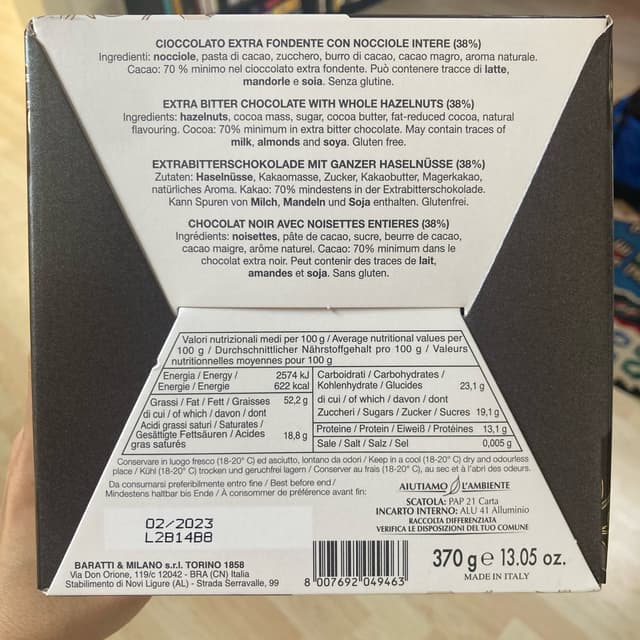 CIOCCOLATO EXTRA FONDENTE CON NOCCIOLE INTERE (38%)
Ingredienti: nocciole, pasta di cacao, zucchero, burro di cacao, cacao magro, aroma naturale.
Cacao: 70 % minimo nel cioccolato extra fondente. Può contenere tracce di latte,
mandorle e soia. Senza glutine.
EXTRA BITTER CHOCOLATE WITH WHOLE HAZELNUTS (38%)
Ingredients: hazelnuts, cocoa mass, sugar, cocoa butter, fat-reduced cocoa, natural
flavouring. Cocoa: 70% minimum in extra bitter chocolate. May contain traces of
milk, almonds and soya. Gluten free.
EXTRABITTERSCHOKOLADE MIT GANZER HASELNÜSSE (38%)
Zutaten: Haselnüsse, Kakaomasse, Zucker, Kakaobutter, Magerkakao,
natürliches Aroma. Kakao: 70% mindestens in der Extrabitterschokolade.
Kann Spuren von Milch, Mandeln und Soja enthalten. Glutenfrei.
CHOCOLAT NOIR AVEC NOISETTES ENTIERES (38%)
Ingrédients: noisettes, pâte de cacao, sucre, beurre de cacao,
cacao maigre, arôme naturel. Cacao: 70% minimum dans le
chocolat extra noir. Peut contenir des traces de lait,
amandes et soja. Sans gluten.
Valori nutrizionali medi per 100 g / Average nutritional values per
100 g / Durchschnittlicher Nährstoffgehalt pro 100 g / Valeurs
nutritionnelles moyennes pour 100 g
Energia / Energy / 2574 kJ
Energie / Énergie 622 kcal
Grassi / Fat / Fett / Graisses 52,2 g
di cui / of which / davon / dont
Acidi grassi saturi / Saturates /
Gesättigte Fettsäuren / Acides 18,8 g
gras saturés
Carboidrati / Carbohydrates /
Kohlenhydrate / Glucides 23,1 g
di cui / of which / davon / dont
Zuccheri / Sugars / Zucker / Sucres 19,1 g
Proteine / Protein / Eiweiß / Protéines 13,1 g
Sale / Salt / Salz / Sel 0,005 g
Conservare in luogo fresco (18-20° C) ed asciutto, lontano da odori / Keep in a cool (18-20° C) dry and odourless
place / Kühl (18-20° C) trocken und geruchfrei lagern / Conserver au frais (18-20° C), au sec et à l'abri des odeurs.
Da consumarsi preferibilmente entro fine / Best before end /
Mindestens haltbar bis Ende / À consommer de préférence avant fin:
02/2023
L2B14B8
AIUTIAMO L'AMBIENTE
SCATOLA: PAP 21 Carta
INCARTO INTERNO: ALU 41 Alluminio
RACCOLTA DIFFERENZIATA
VERIFICA LE DISPOSIZIONI DEL TUO COMUNE
BARATTI & MILANO s.r.l. TORINO 1858
Via Don Orione, 119/c 12042 - BRA (CN) Italia
Stabilimento di Novi Ligure (AL) - Strada Serravalle, 99
8 007692 049463
370 g e 13.05 oz.
MADE IN ITALY